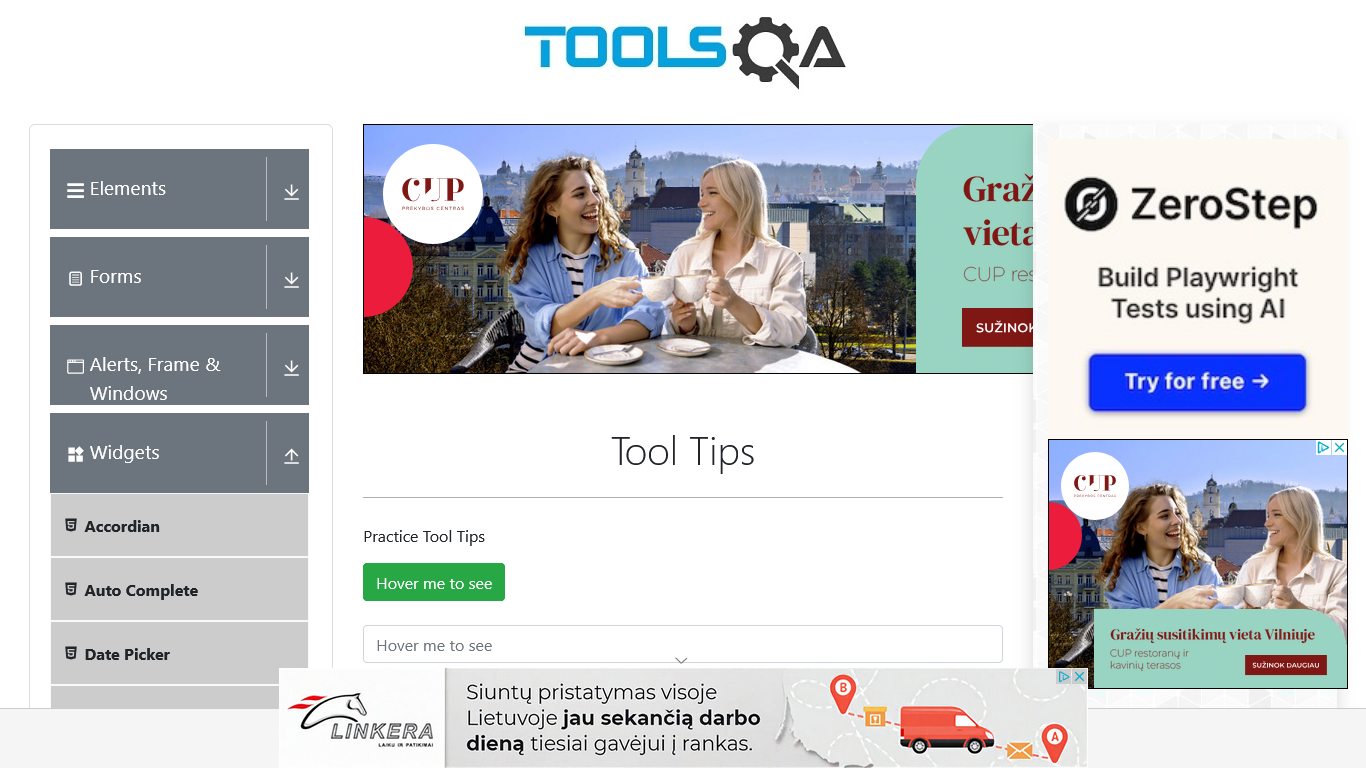 TOOLSQA
Elements
Forms
Alerts, Frame &
Windows
Widgets
Accordian
Auto Complete
Date Picker
CUP
PREKYBOS CENTRAS
Graž
vieta
CUP res
SUŽINOK
Tool Tips
Practice Tool Tips
Hover me to see
Hover me to see
ZeroStep
Build Playwright
Tests using AI
Try for free →
CUP
PREKYBOS CENTRAS
Gražių susitikimų vieta Vilniuje
CUP restoranų ir
kavinių terasos
SUŽINOK DAUGIAU
LINKERA
LAIKU IR PATIKIMAI
Siuntų pristatymas visoje
Lietuvoje jau sekančią darbo
dieną tiesiai gavėjui į rankas.
B
A